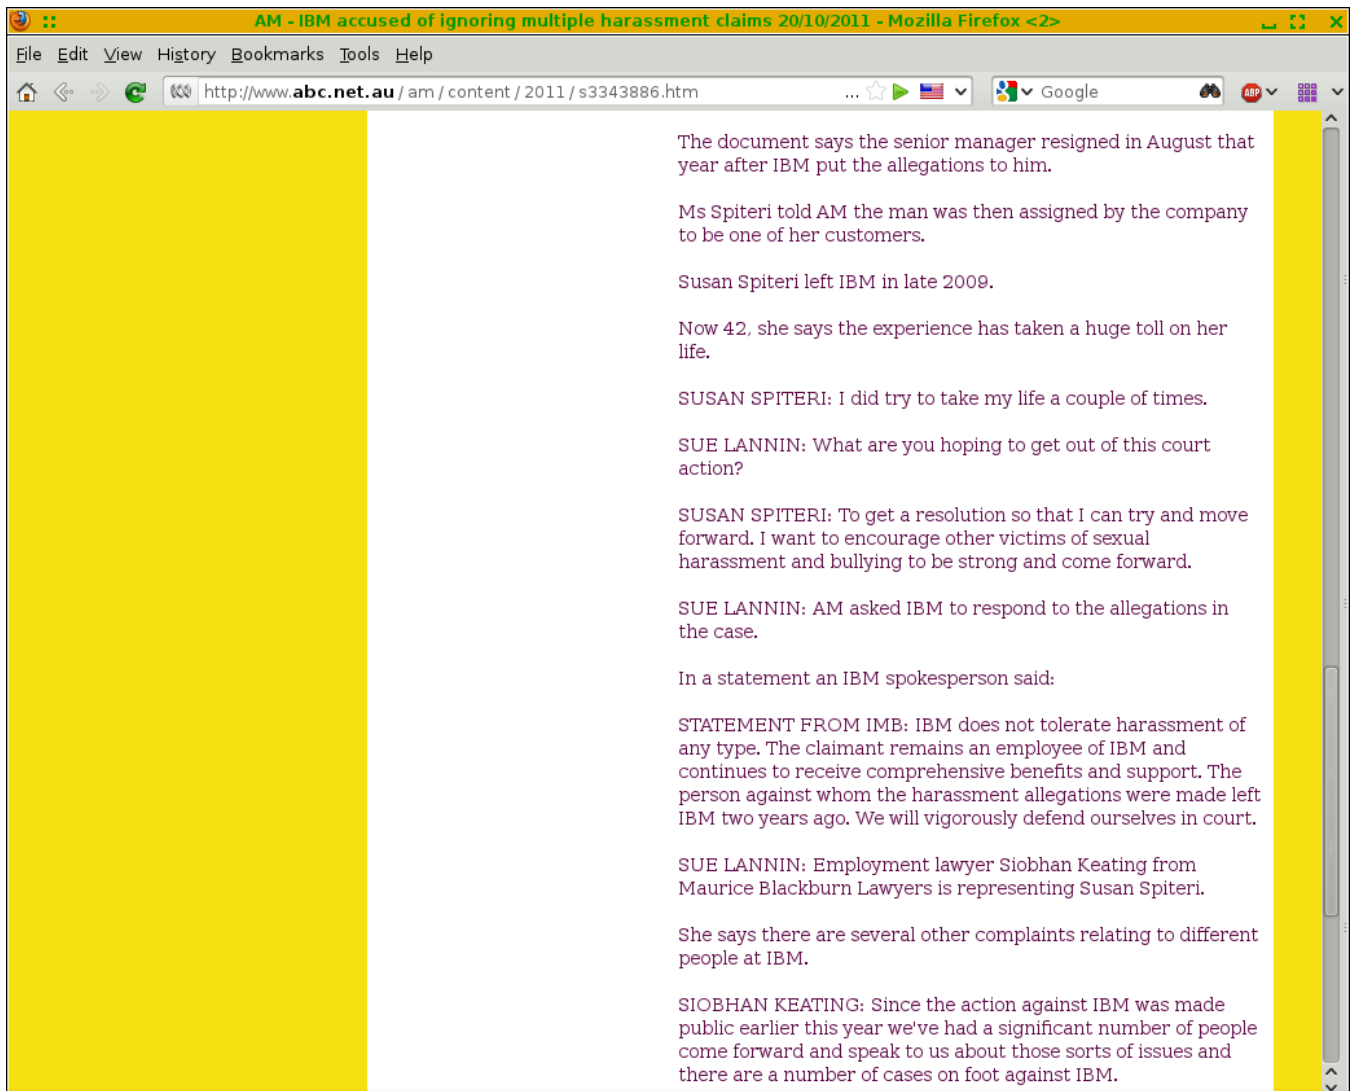 AM - IBM accused of ignoring multiple harassment claims 20/10/2011 - Mozilla Firefox <2>
File Edit View History Bookmarks Tools Help
http://www.abc.net.au/am/content/2011/s3343886.htm ... Google ABP
The document says the senior manager resigned in August that
year after IBM put the allegations to him.
Ms Spiteri told AM the man was then assigned by the company
to be one of her customers.
Susan Spiteri left IBM in late 2009.
Now 42, she says the experience has taken a huge toll on her
life.
SUSAN SPITERI: I did try to take my life a couple of times.
SUE LANNIN: What are you hoping to get out of this court
action?
SUSAN SPITERI: To get a resolution so that I can try and move
forward. I want to encourage other victims of sexual
harassment and bullying to be strong and come forward.
SUE LANNIN: AM asked IBM to respond to the allegations in
the case.
In a statement an IBM spokesperson said:
STATEMENT FROM IMB: IBM does not tolerate harassment of
any type. The claimant remains an employee of IBM and
continues to receive comprehensive benefits and support. The
person against whom the harassment allegations were made left
IBM two years ago. We will vigorously defend ourselves in court.
SUE LANNIN: Employment lawyer Siobhan Keating from
Maurice Blackburn Lawyers is representing Susan Spiteri.
She says there are several other complaints relating to different
people at IBM.
SIOBHAN KEATING: Since the action against IBM was made
public earlier this year we've had a significant number of people
come forward and speak to us about those sorts of issues and
there are a number of cases on foot against IBM.